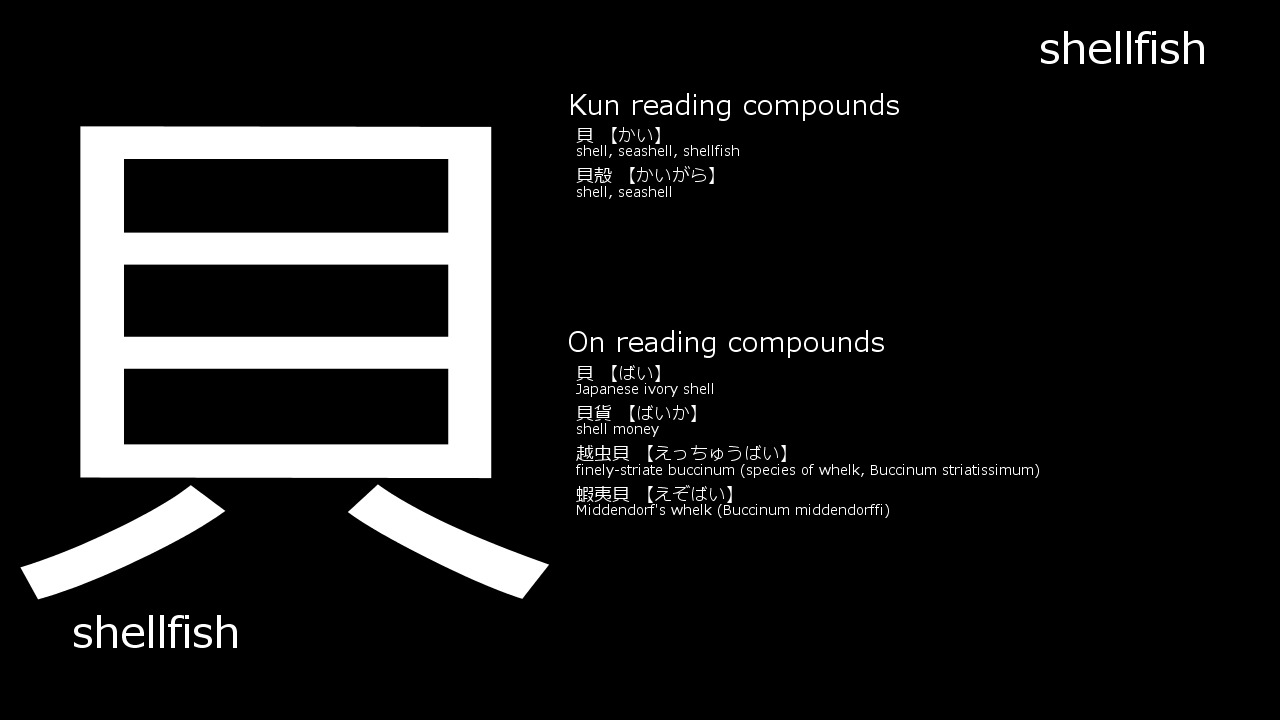 shellfish
貝
shellfish
Kun reading compounds
貝 【かい】
shell, seashell, shellfish
貝殻 【かいがら】
shell, seashell
On reading compounds
貝 【ばい】
Japanese ivory shell
貝貨 【ばいか】
shell money
越虫貝 【えっちゅうばい】
finely-striate buccinum (species of whelk, Buccinum striatissimum)
蝦夷貝 【えぞばい】
Middendorf's whelk (Buccinum middendorffi)